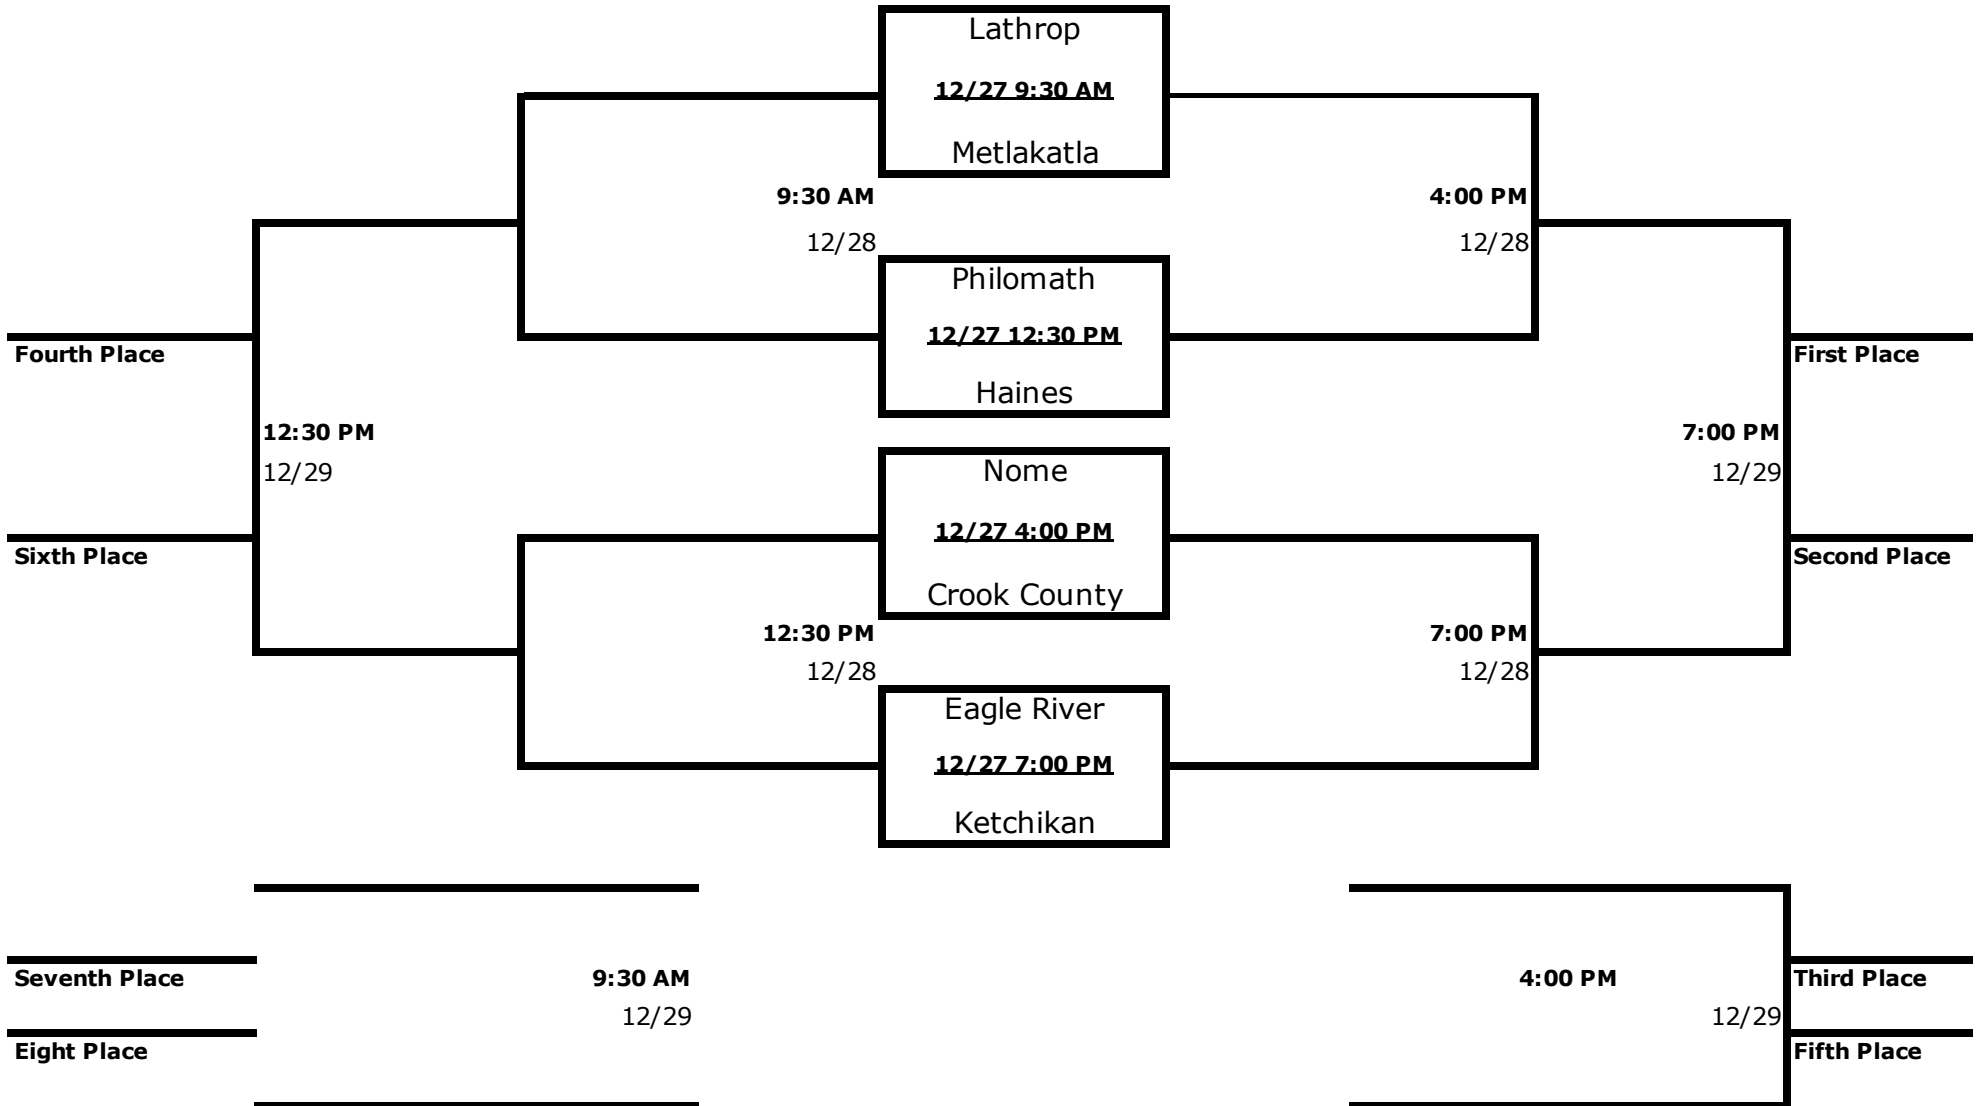 Lathrop
12/27 9:30 AM
Metlakatla
9:30 AM
4:00 PM
12/28
12/28
Philomath
12/27 12:30 PM
Haines
Fourth Place
First Place
12:30 PM
7:00 PM
12/29
12/29
Nome
12/27 4:00 PM
Crook County
Sixth Place
Second Place
12:30 PM
7:00 PM
12/28
12/28
Eagle River
12/27 7:00 PM
Ketchikan
Seventh Place
9:30 AM
4:00 PM
Third Place
12/29
12/29
Eight Place
Fifth Place